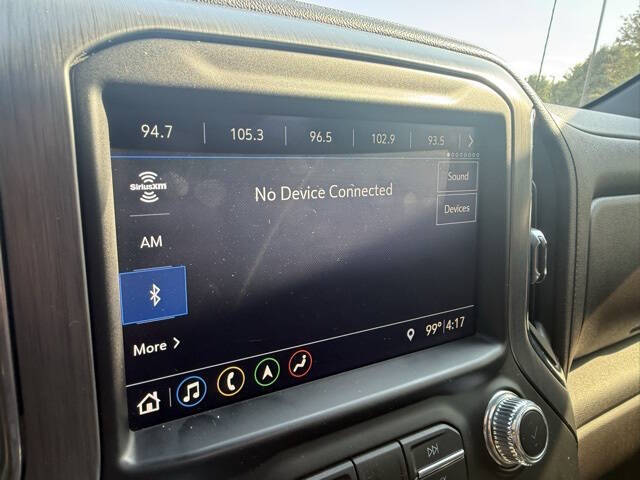 94.7 105.3 96.5 102.9 93.5
SiriusXM
No Device Connected
Sound
Devices
AM
More
99° 4:17